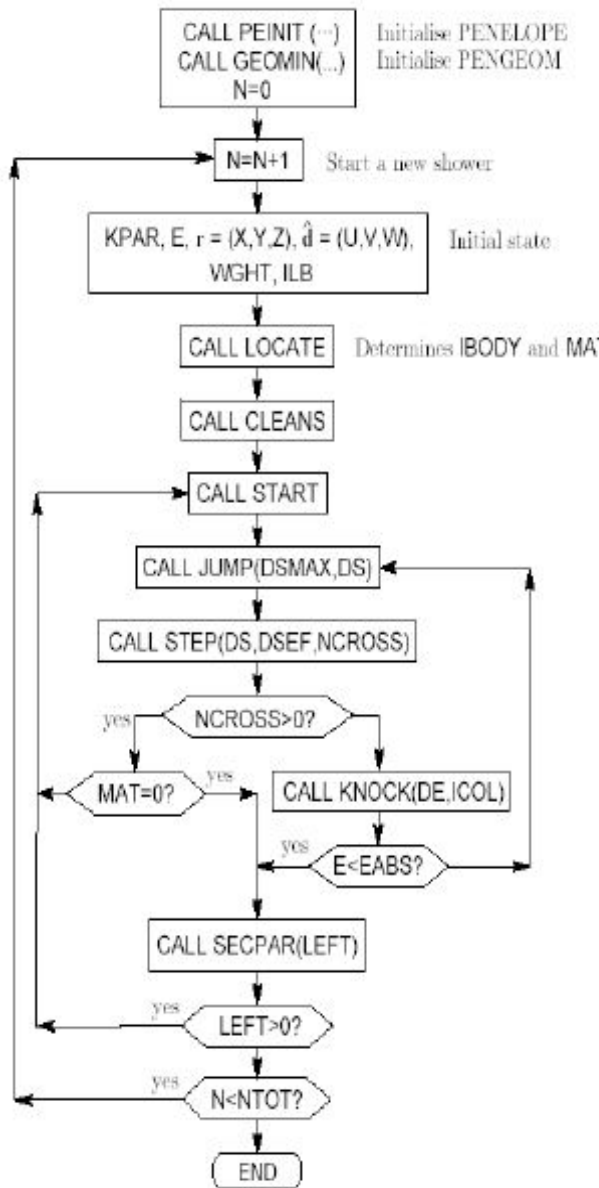 CALL PEINIT (···) Initialise PENELOPE
CALL GEOMIN(...) Initialise PENGEOM
N=0
N=N+1 Start a new shower
KPAR, E, r = (X,Y,Z), d̂ = (U,V,W), Initial state
WGHT, ILB
CALL LOCATE Determines IBODY and MAT
CALL CLEANS
CALL START
CALL JUMP(DSMAX,DS)
CALL STEP(DS,DSEF,NCROSS)
yes NCROSS>0?
MAT=0? yes CALL KNOCK(DE,ICOL)
yes E<EABS?
CALL SECPAR(LEFT)
yes LEFT>0?
yes N<NTOT?
END